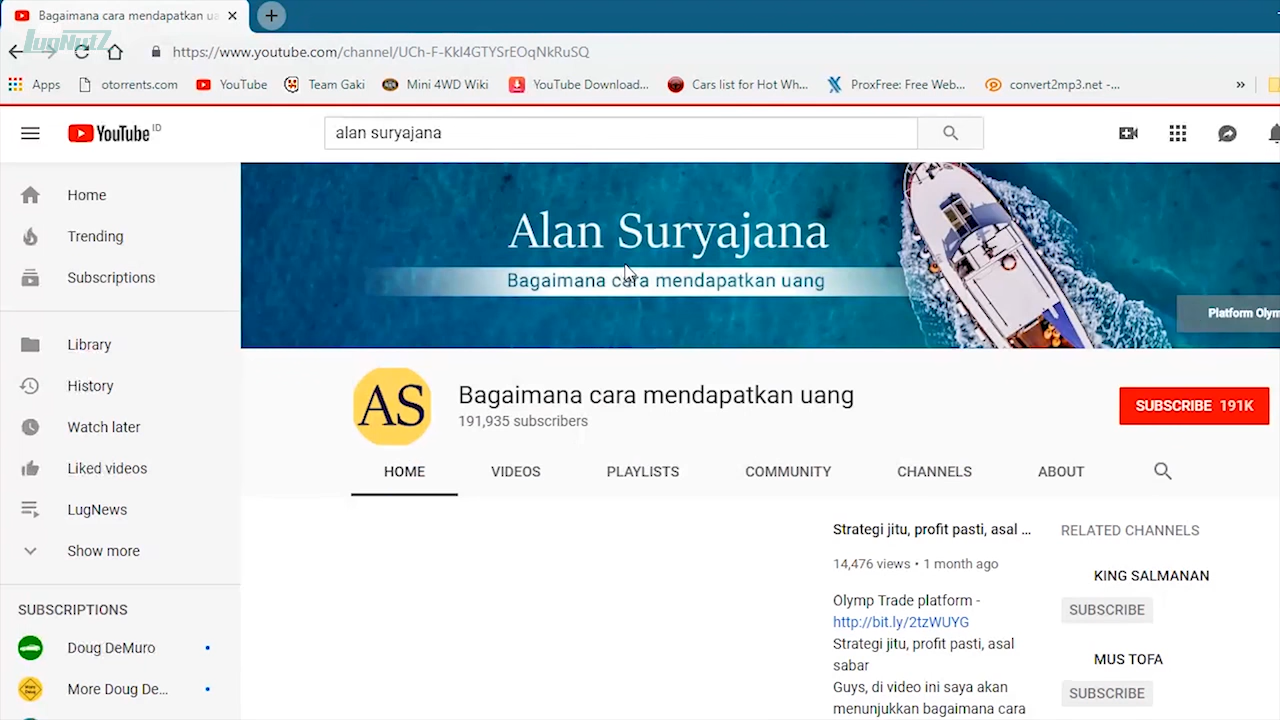 Bagaimana cara mendapatkan ua
LugNutZ
https://www.youtube.com/channel/UCh-F-KkI4GTYSrEOqNkRuSQ
Apps
otorrents.com
YouTube
Team Gaki
Mini 4WD Wiki
YouTube Download...
Cars list for Hot Wh...
ProxFree: Free Web...
convert2mp3.net -...
»
YouTube ID
alan suryajana
Home
Trending
Subscriptions
Library
History
Watch later
Liked videos
LugNews
Show more
SUBSCRIPTIONS
Doug DeMuro
More Doug De...
Alan Suryajana
Bagaimana cara mendapatkan uang
Platform Olym
AS
Bagaimana cara mendapatkan uang
191,935 subscribers
SUBSCRIBE 191K
HOME
VIDEOS
PLAYLISTS
COMMUNITY
CHANNELS
ABOUT
Strategi jitu, profit pasti, asal ...
14,476 views • 1 month ago
Olymp Trade platform -
http://bit.ly/2tzWUYG
Strategi jitu, profit pasti, asal
sabar
Guys, di video ini saya akan
menunjukkan bagaimana cara
RELATED CHANNELS
KING SALMANAN
SUBSCRIBE
MUS TOFA
SUBSCRIBE